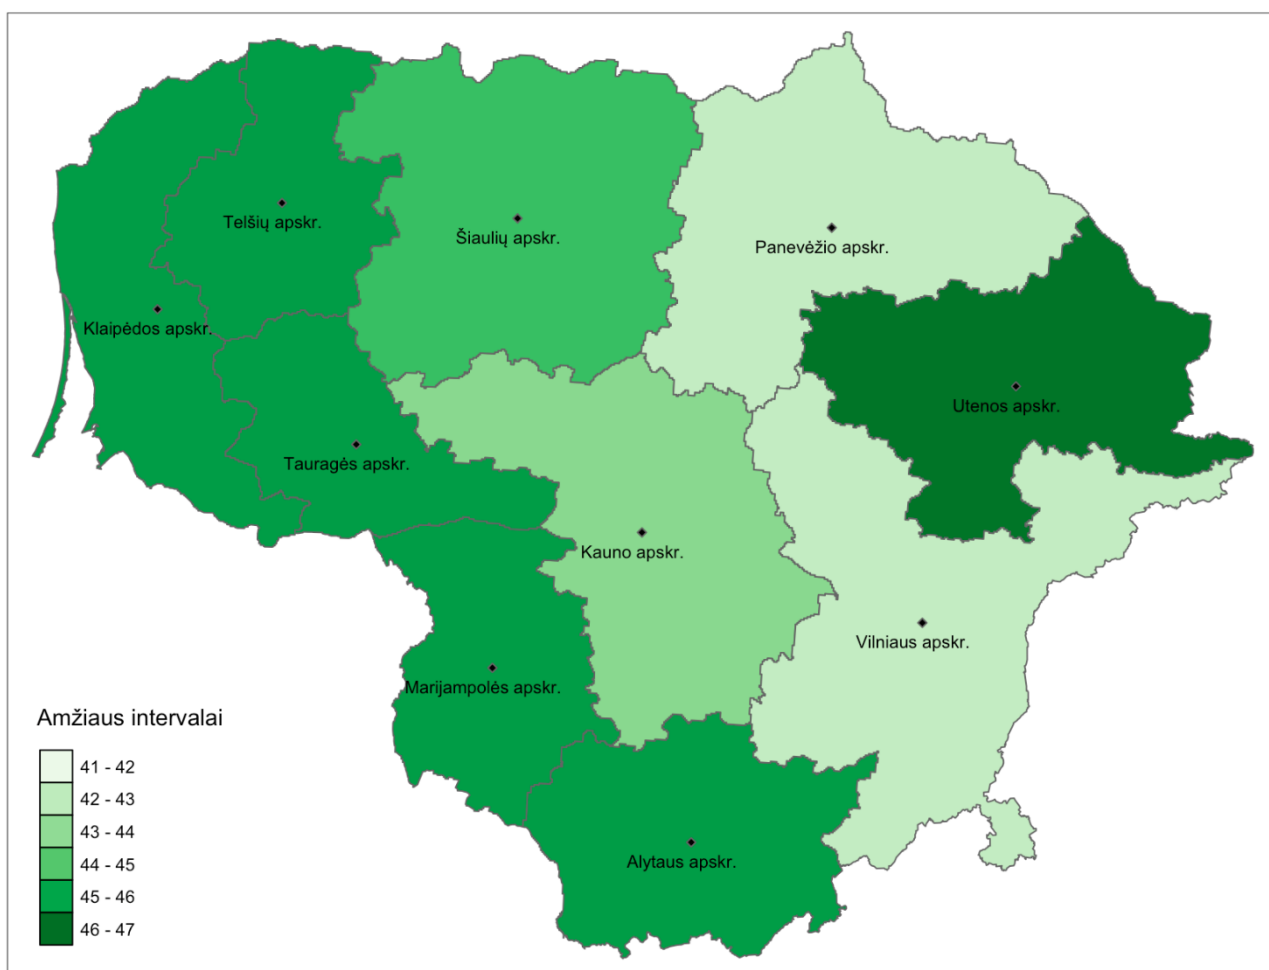 Telšių apskr.
Šiaulių apskr.
Panevėžio apskr.
Klaipėdos apskr.
Utenos apskr.
Tauragės apskr.
Kauno apskr.
Vilniaus apskr.
Marijampolės apskr.
Alytaus apskr.
Amžiaus intervalai
41 - 42
42 - 43
43 - 44
44 - 45
45 - 46
46 - 47